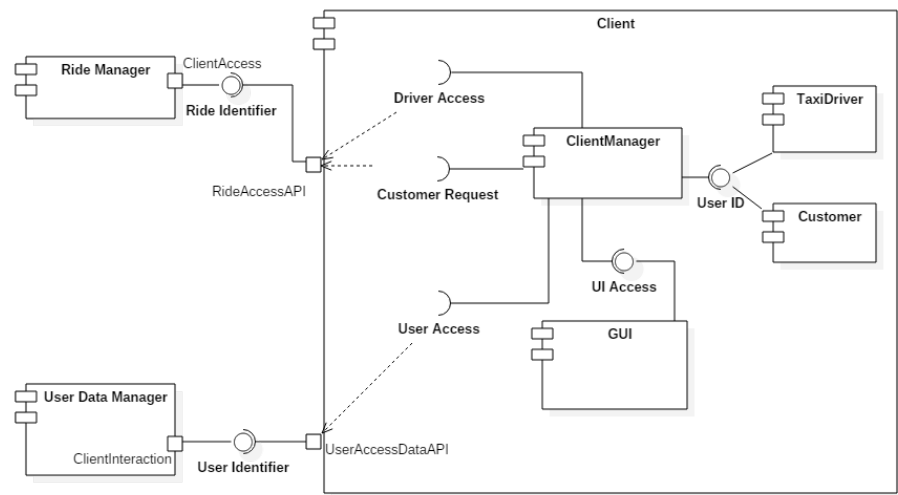 Client
Ride Manager
ClientAccess
Ride Identifier
Driver Access
TaxiDriver
ClientManager
RideAccessAPI
Customer Request
User ID
Customer
UI Access
User Access
GUI
User Data Manager
ClientInteraction
User Identifier
UserAccessDataAPI